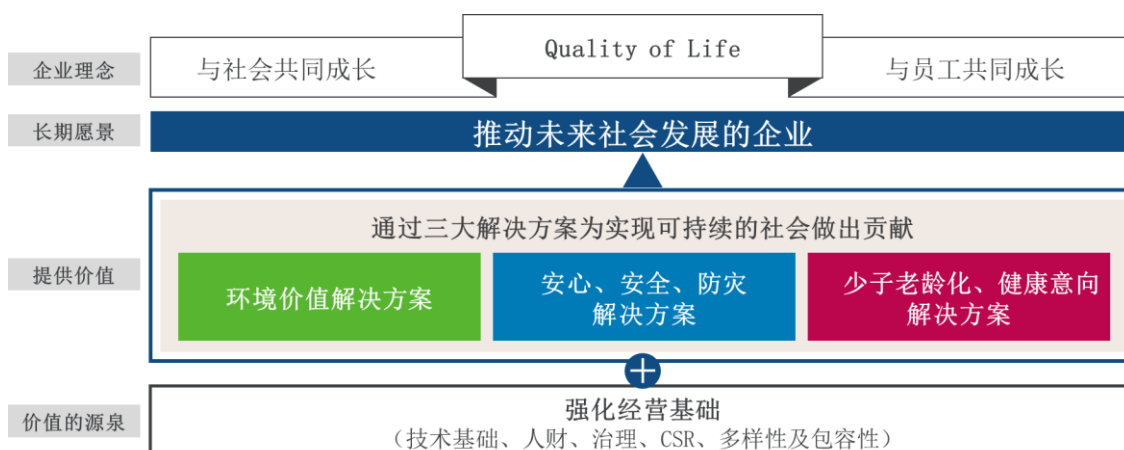 企业理念
与社会共同成长
Quality of Life
与员工共同成长
长期愿景
推动未来社会发展的企业
提供价值
通过三大解决方案为实现可持续的社会做出贡献
环境价值解决方案
安心、安全、防灾
解决方案
少子老龄化、健康意向
解决方案
价值的源泉
强化经营基础
（技术基础、人财、治理、CSR、多样性及包容性）